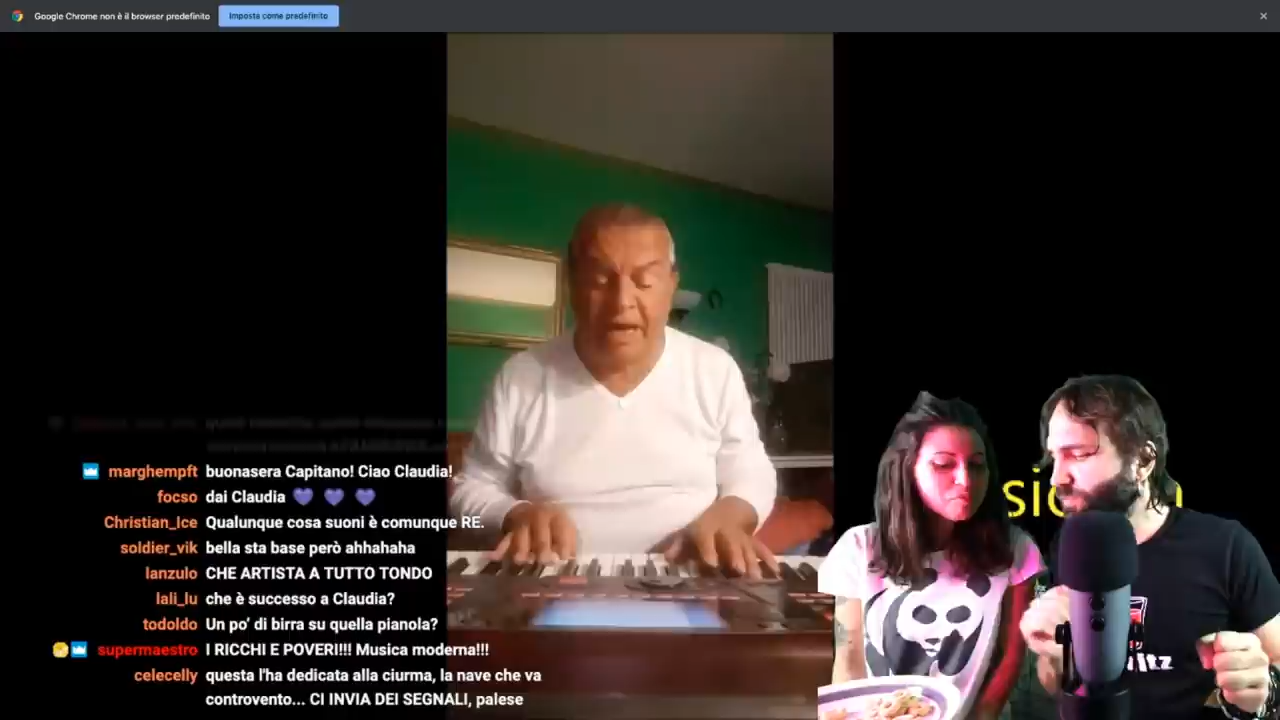 Google Chrome non è il browser predefinito
Imposta come predefinito
marghempft buonasera Capitano! Ciao Claudia!
focso dai Claudia 💜 💜 💜
Christian_Ice Qualunque cosa suoni è comunque RE.
soldier_vik bella sta base però ahhahaha
lanzulo CHE ARTISTA A TUTTO TONDO
lali_lu che è successo a Claudia?
todoldo Un po' di birra su quella pianola?
supermaestro I RICCHI E POVERI!!! Musica moderna!!!
celecelly questa l'ha dedicata alla ciurma, la nave che va
controvento... CI INVIA DEI SEGNALI, palese